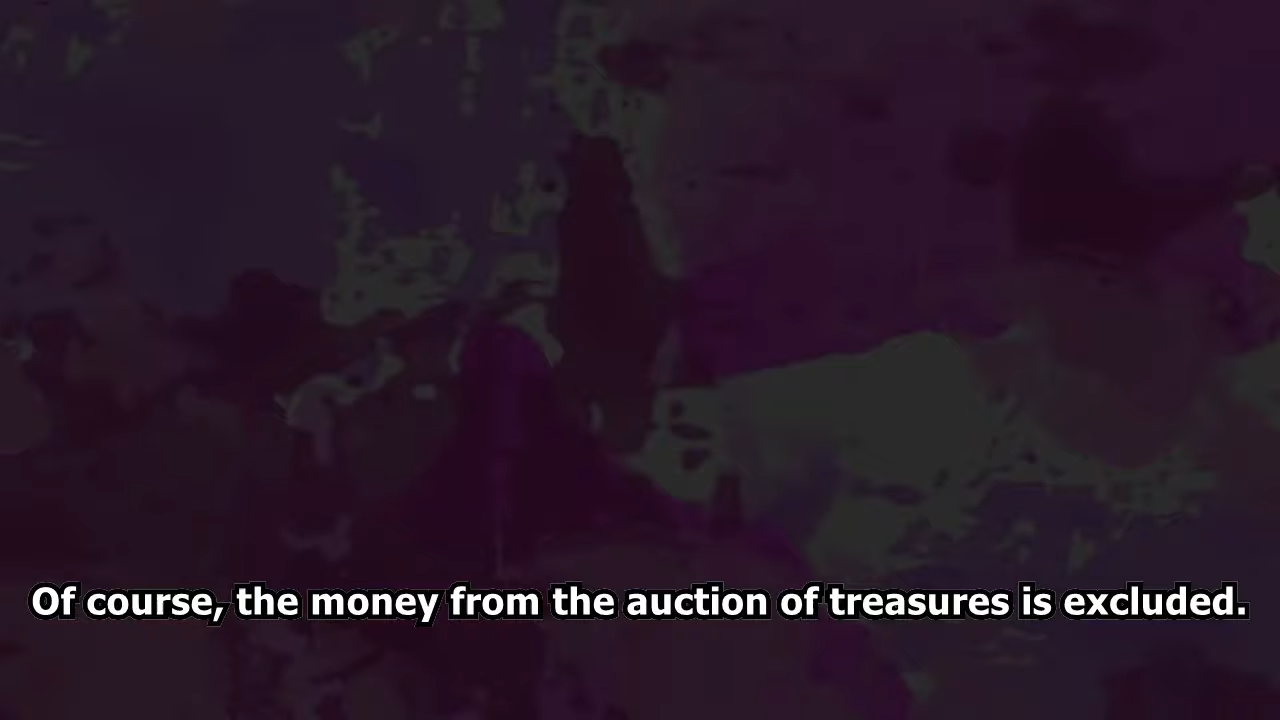 Of course, the money from the auction of treasures is excluded.